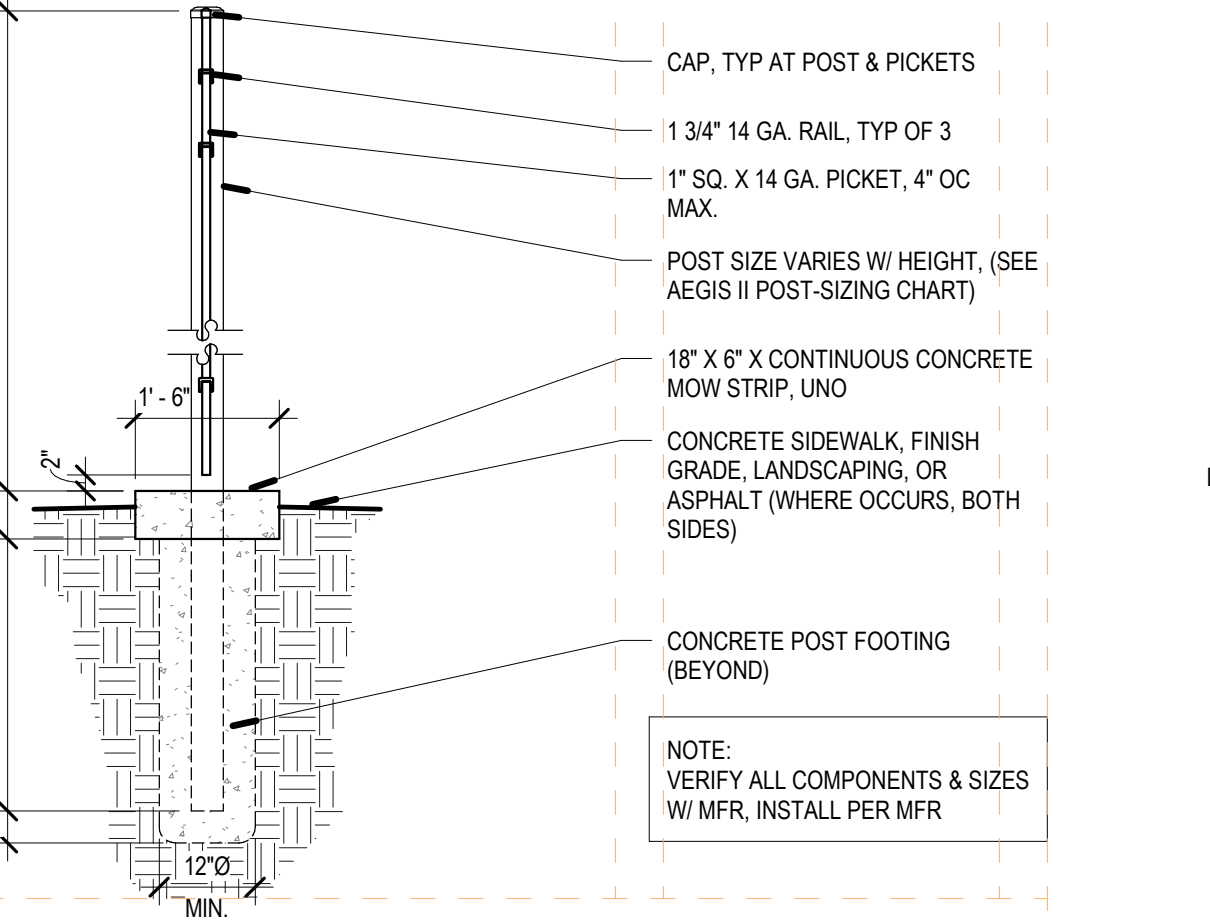 CAP, TYP AT POST & PICKETS
1 3/4" 14 GA. RAIL, TYP OF 3
1" SQ. X 14 GA. PICKET, 4" OC
MAX.
POST SIZE VARIES W/ HEIGHT, (SEE
AEGIS II POST-SIZING CHART)
18" X 6" X CONTINUOUS CONCRETE
MOW STRIP, UNO
1' - 6"
CONCRETE SIDEWALK, FINISH
GRADE, LANDSCAPING, OR
ASPHALT (WHERE OCCURS, BOTH
SIDES)
2"
CONCRETE POST FOOTING
(BEYOND)
NOTE:
VERIFY ALL COMPONENTS & SIZES
W/ MFR, INSTALL PER MFR
12"Ø
MIN.